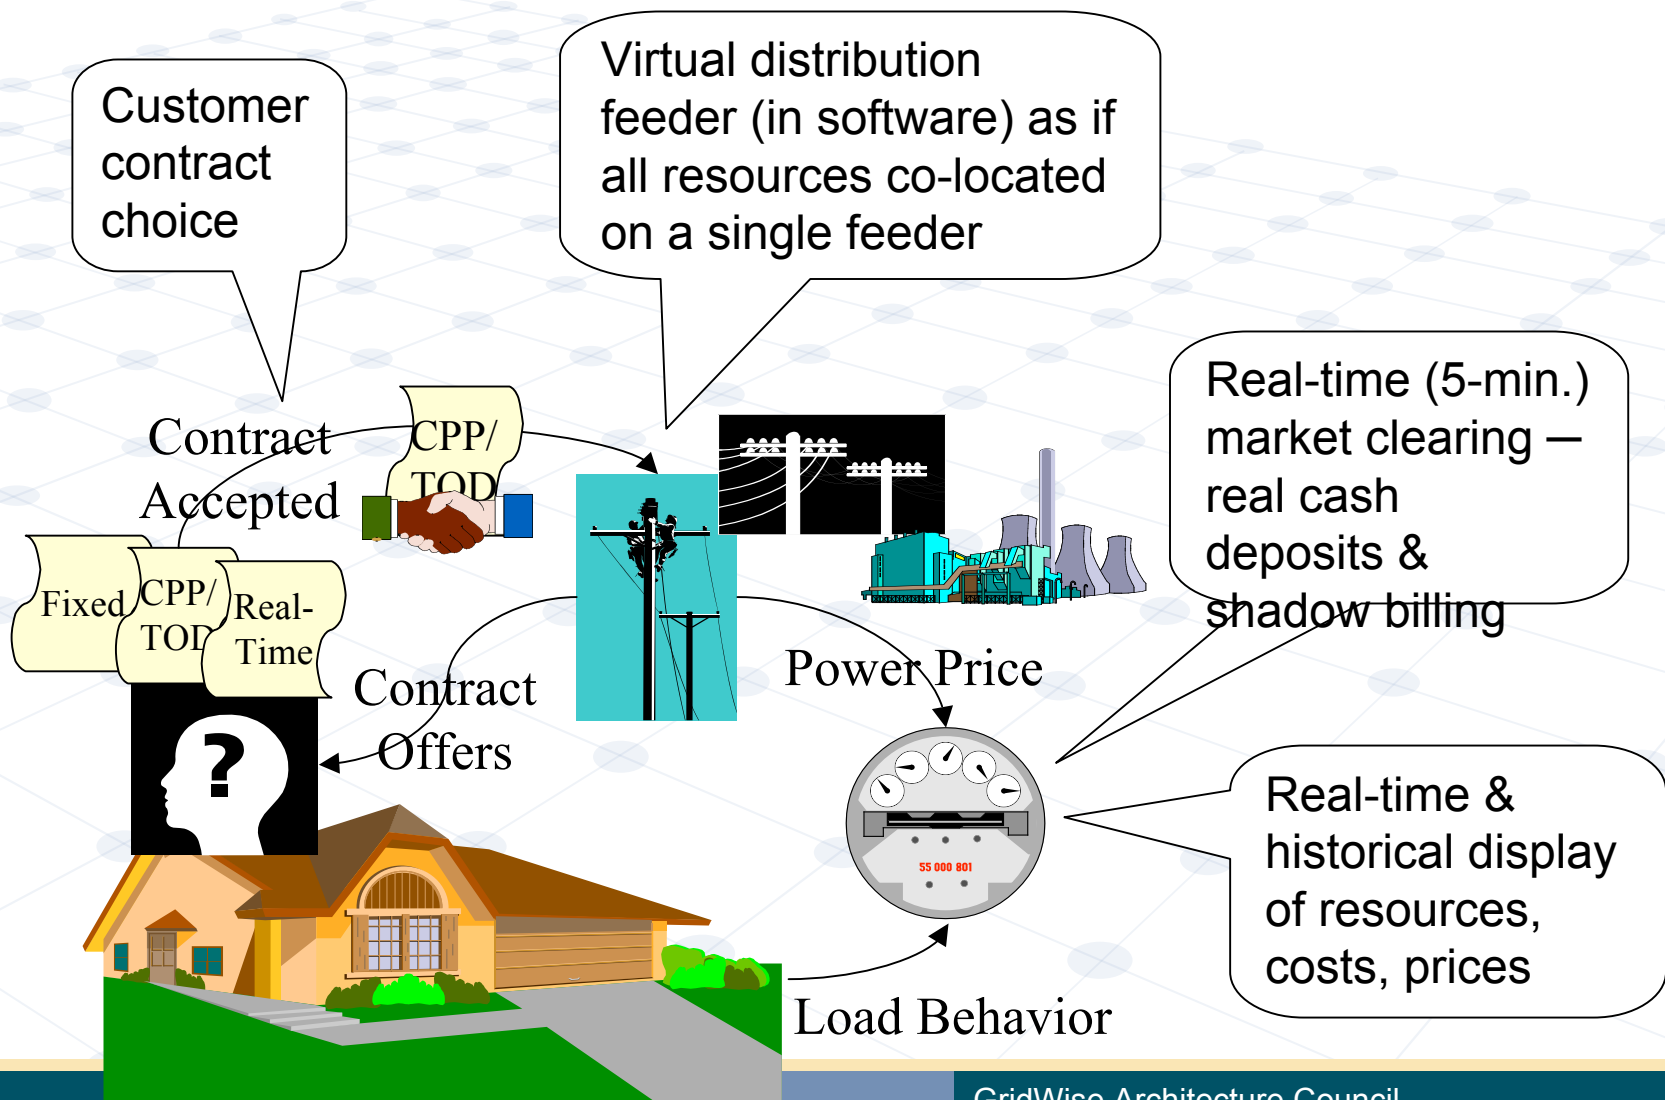 Customer
contract
choice
Virtual distribution
feeder (in software) as if
all resources co-located
on a single feeder
Real-time (5-min.)
market clearing –
real cash
deposits &
shadow billing
Contract
Accepted
CPP/
TOD
Fixed
CPP/
TOD
Real-
Time
Contract
Offers
Power Price
?
55 000 801
Real-time &
historical display
of resources,
costs, prices
Load Behavior
GridWise Architecture Council